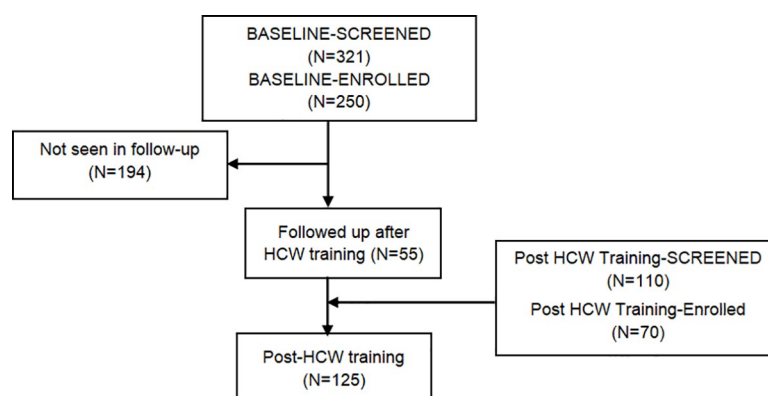 BASELINE-SCREENED
(N=321)
BASELINE-ENROLLED
(N=250)
Not seen in follow-up
(N=194)
Followed up after
HCW training (N=55)
Post HCW Training-SCREENED
(N=110)
Post HCW Training-Enrolled
(N=70)
Post-HCW training
(N=125)